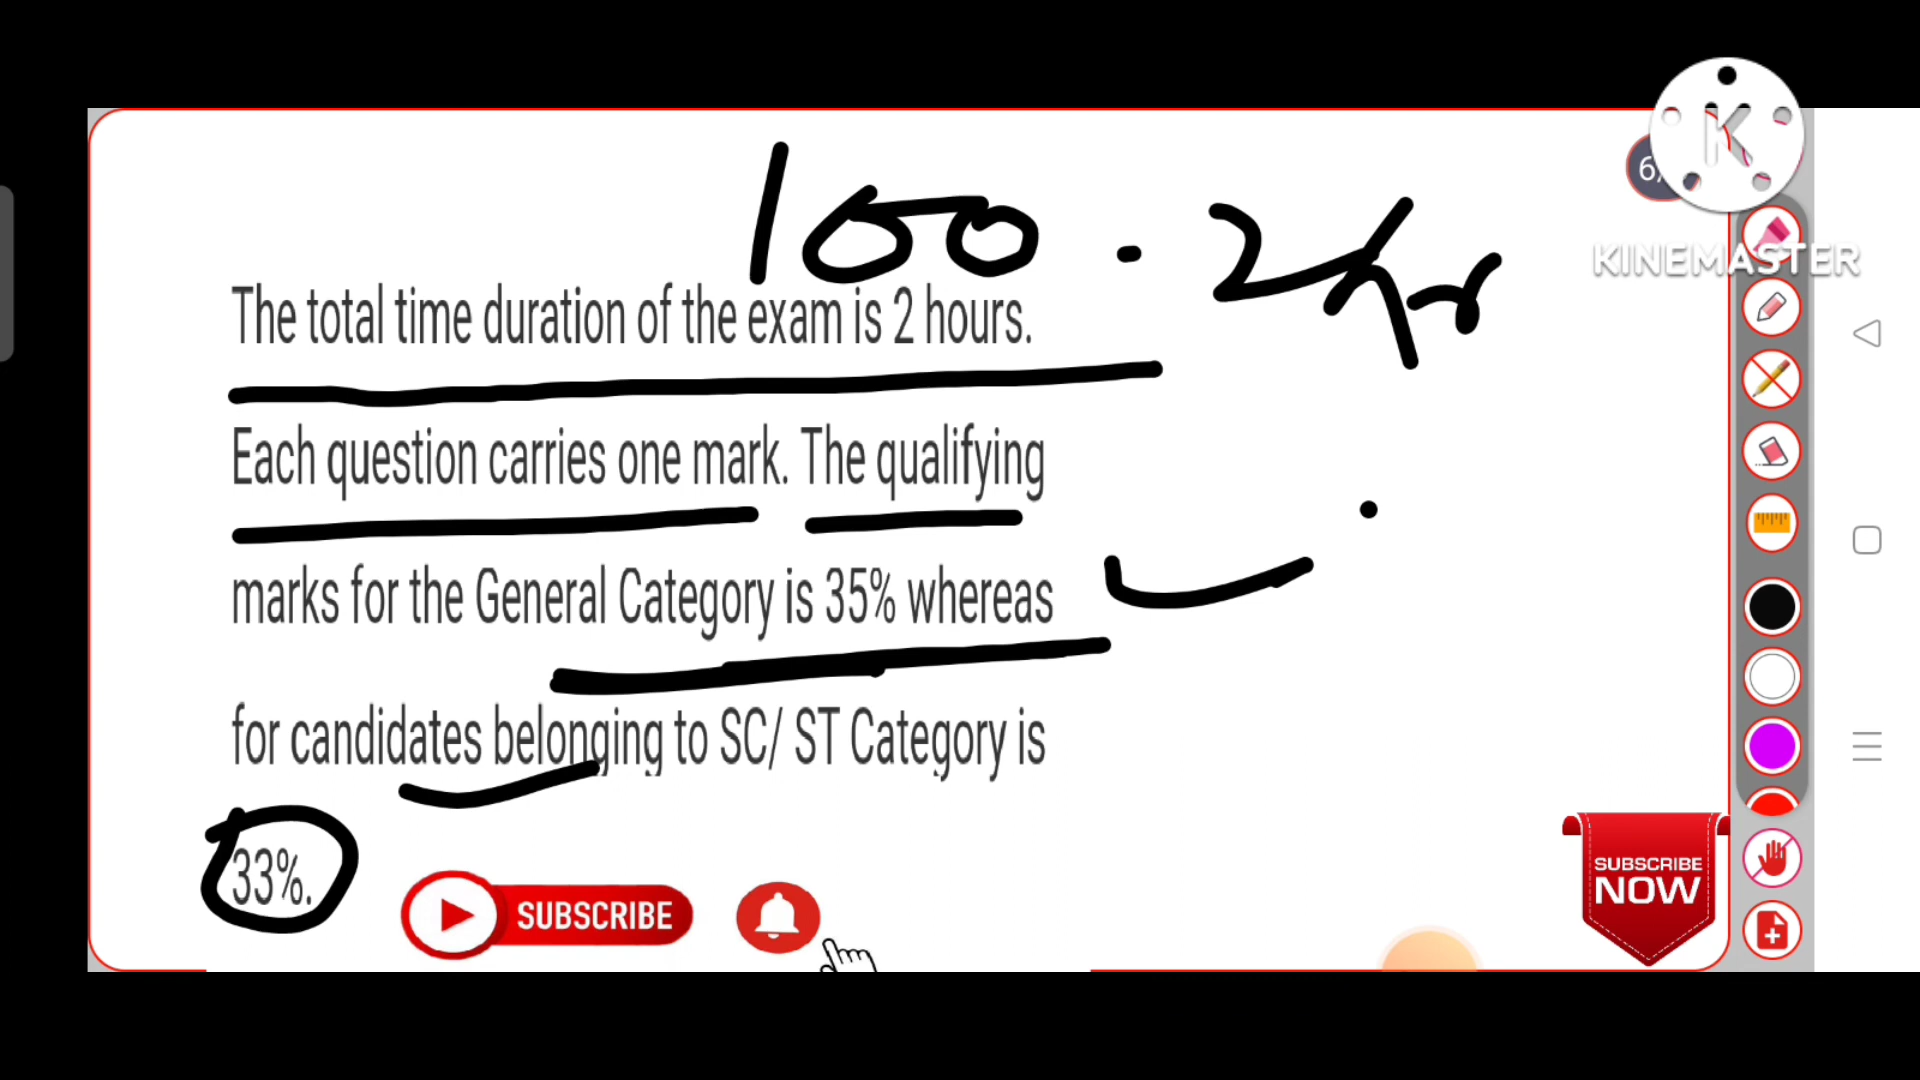 100 . 2hr
K
KINEMASTER
The total time duration of the exam is 2 hours.
Each question carries one mark. The qualifying
marks for the General Category is 35% whereas
for candidates belonging to SC/ ST Category is
33%.
SUBSCRIBE
SUBSCRIBE
NOW